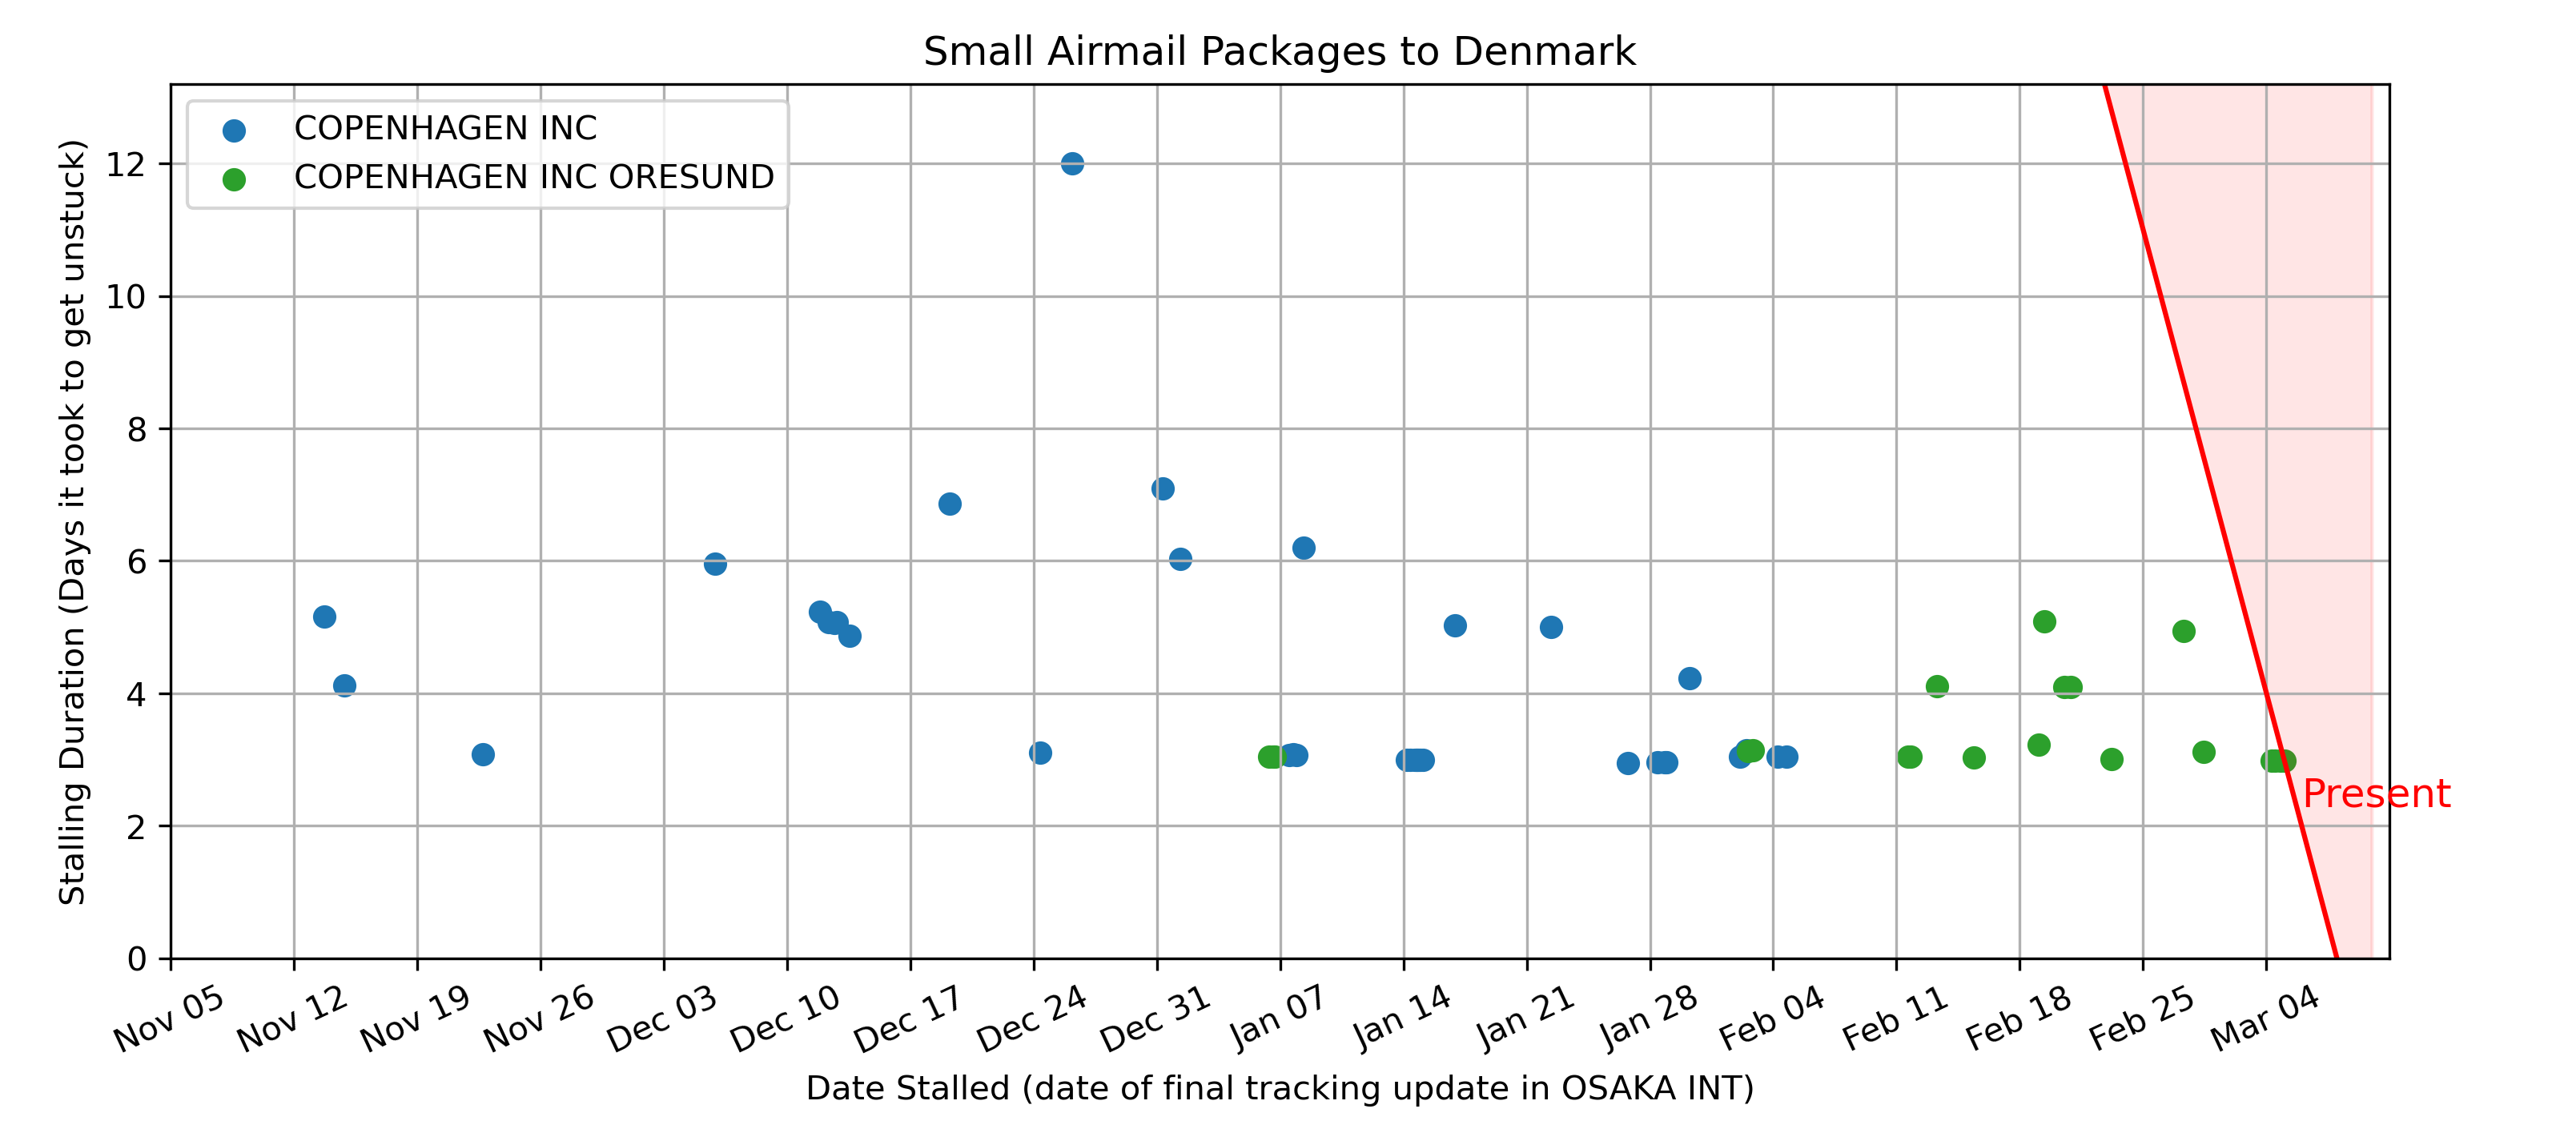 Small Airmail Packages to Denmark
COPENHAGEN INC
COPENHAGEN INC ORESUND
Stalling Duration (Days it took to get unstuck)
12
10
8
6
4
2
0
Present
Nov 05
Nov 12
Nov 19
Nov 26
Dec 03
Dec 10
Dec 17
Dec 24
Dec 31
Jan 07
Jan 14
Jan 21
Jan 28
Feb 04
Feb 11
Feb 18
Feb 25
Mar 04
Date Stalled (date of final tracking update in OSAKA INT)